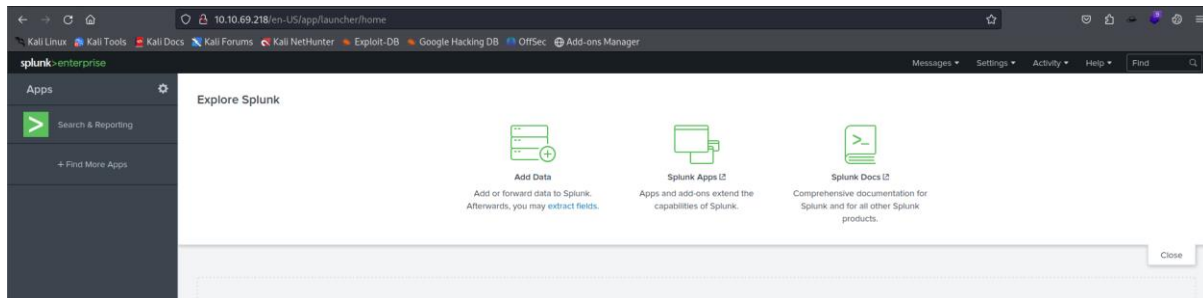 10.10.69.218/en-US/app/launcher/home
Kali Linux Kali Tools Kali Docs Kali Forums Kali NetHunter Exploit-DB Google Hacking DB OffSec Add-ons Manager
splunk>enterprise Messages Settings Activity Help Find
Apps
Search & Reporting
+ Find More Apps
Explore Splunk
Add Data
Add or forward data to Splunk.
Afterwards, you may extract fields.
Splunk Apps
Apps and add-ons extend the
capabilities of Splunk.
Splunk Docs
Comprehensive documentation for
Splunk and for all other Splunk
products.
Close